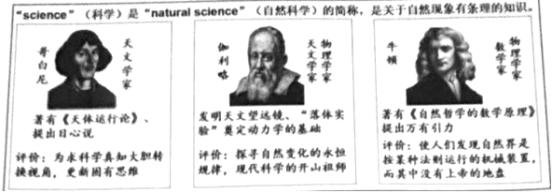 “science”（科学）是“natural science”（自然科学）的简称，是关于自然现象有条理的知识。
哥白尼
天文学家
著有《天体运行论》、
提出日心说
评价：为求科学真知大胆转
换视角，更新固有思维
伽利略
物理学家
天文学家
发明天文望远镜、“落体实
验”奠定动力学的基础
评价：探寻自然变化的永恒
规律，现代科学的开山祖师
牛顿
物理学家
数学家
著有《自然哲学的数学原理》
提出万有引力
评价：使人们发现自然界是
按某种法则运行的机械装置，
而其中没有上帝的地盘